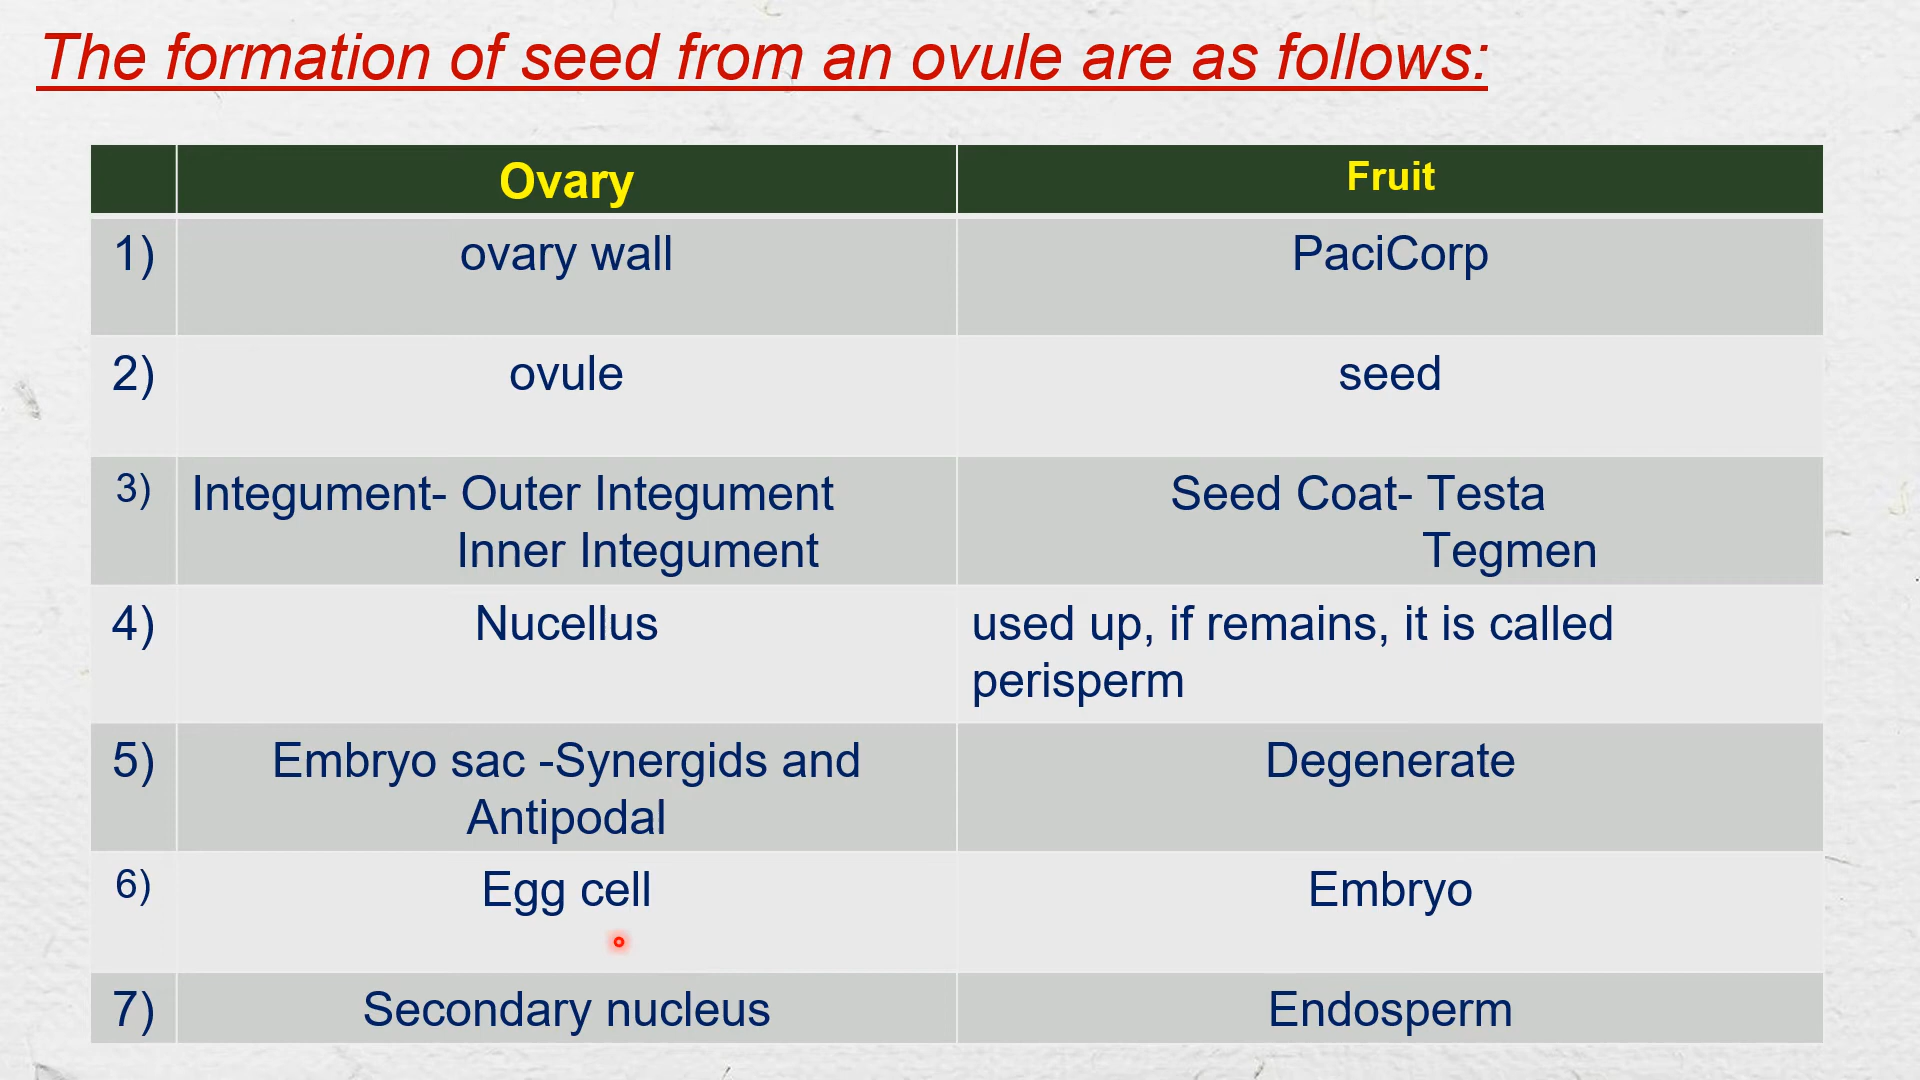 The formation of seed from an ovule are as follows:
Ovary
Fruit
1)
ovary wall
PaciCorp
2)
ovule
seed
3)
Integument- Outer Integument
Inner Integument
Seed Coat- Testa
Tegmen
4)
Nucellus
used up, if remains, it is called
perisperm
5)
Embryo sac -Synergids and
Antipodal
Degenerate
6)
Egg cell
Embryo
7)
Secondary nucleus
Endosperm